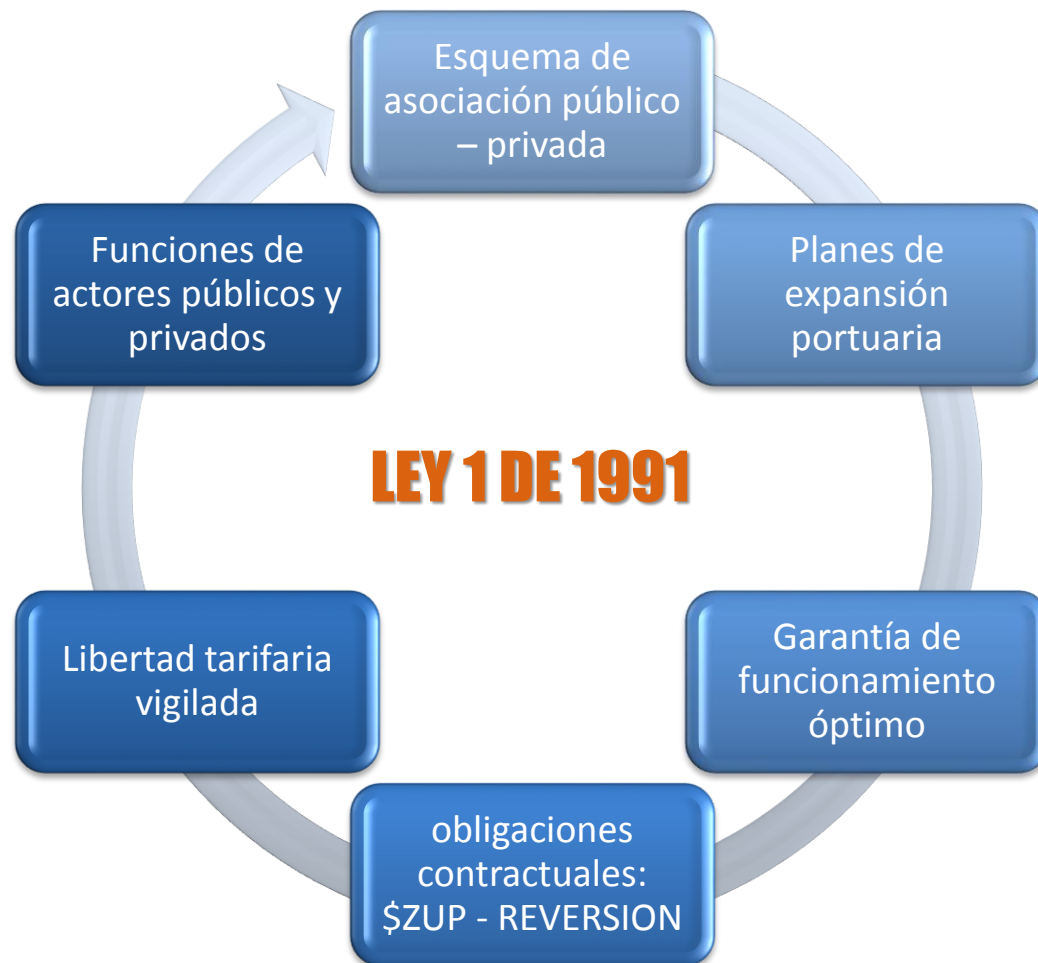 Esquema de
asociación público
– privada
Planes de
expansión
portuaria
Garantía de
funcionamiento
óptimo
obligaciones
contractuales:
$ZUP - REVERSION
Libertad tarifaria
vigilada
Funciones de
actores públicos y
privados
LEY 1 DE 1991